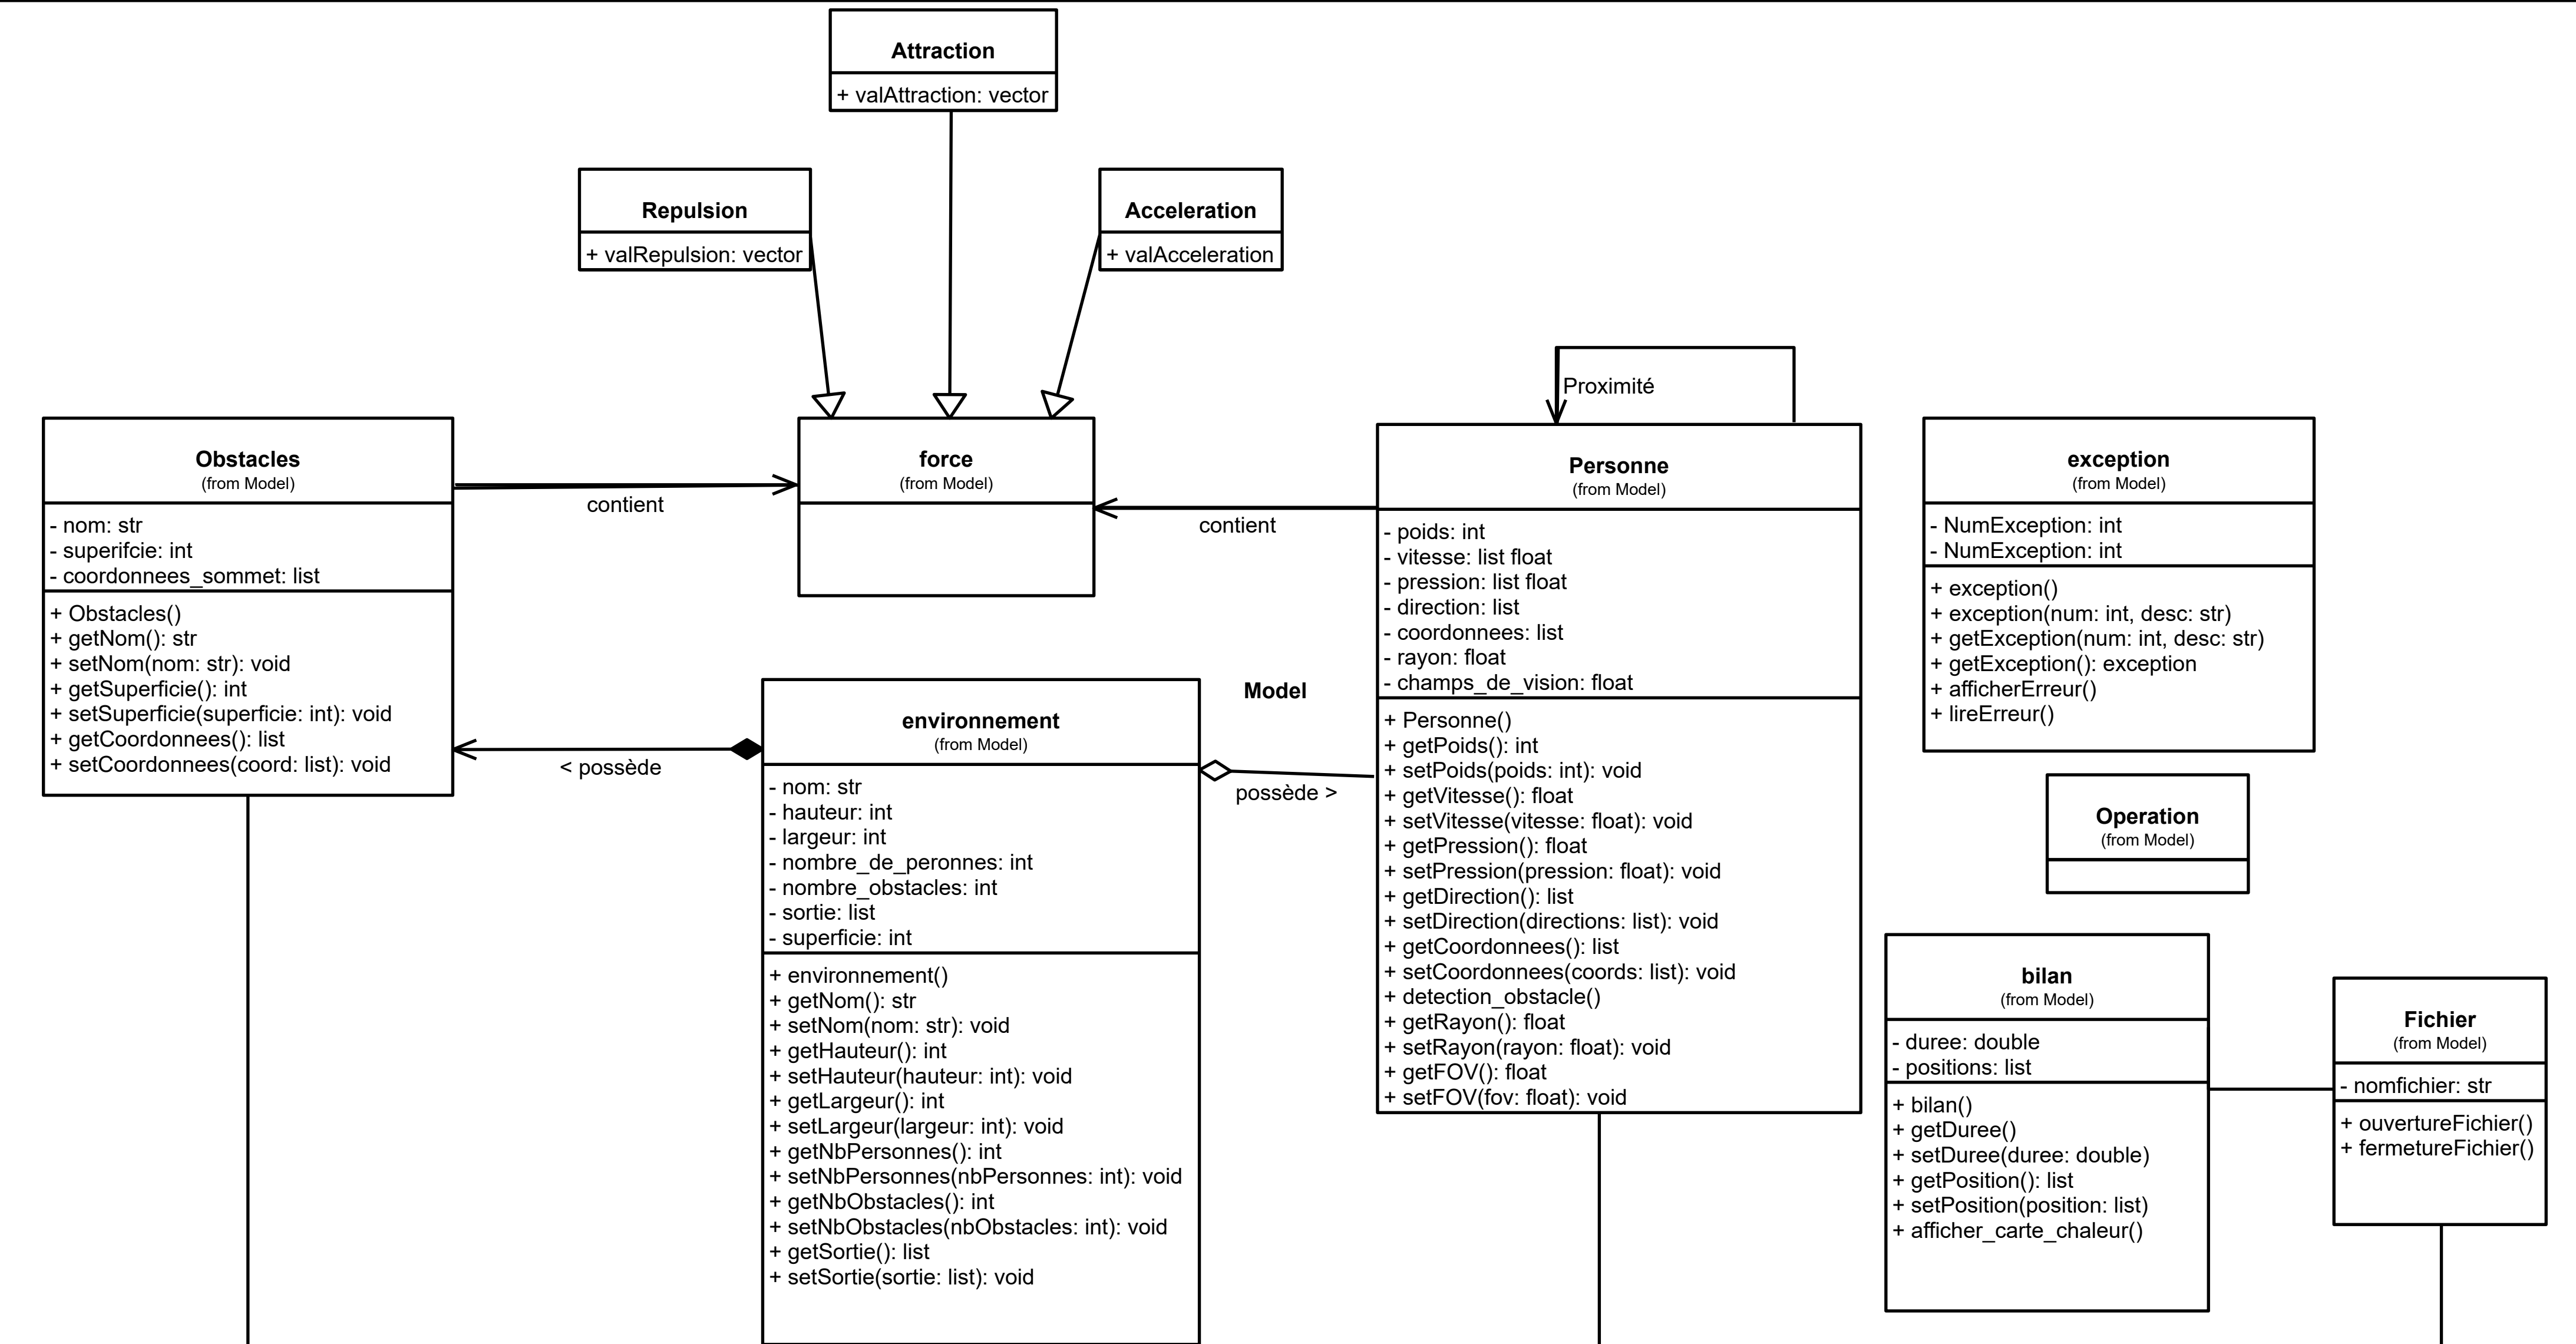 Attraction
+ valAttraction: vector
Repulsion
+ valRepulsion: vector
Acceleration
+ valAcceleration
Proximité
Obstacles
(from Model)
- nom: str
- superifcie: int
- coordonnees_sommet: list
+ Obstacles()
+ getNom(): str
+ setNom(nom: str): void
+ getSuperficie(): int
+ setSuperficie(superficie: int): void
+ getCoordonnees(): list
+ setCoordonnees(coord: list): void
contient
force
(from Model)
contient
Personne
(from Model)
- poids: int
- vitesse: list float
- pression: list float
- direction: list
- coordonnees: list
- rayon: float
- champs_de_vision: float
+ Personne()
+ getPoids(): int
+ setPoids(poids: int): void
+ getVitesse(): float
+ setVitesse(vitesse: float): void
+ getPression(): float
+ setPression(pression: float): void
+ getDirection(): list
+ setDirection(directions: list): void
+ getCoordonnees(): list
+ setCoordonnees(coords: list): void
+ detection_obstacle()
+ getRayon(): float
+ setRayon(rayon: float): void
+ getFOV(): float
+ setFOV(fov: float): void
exception
(from Model)
- NumException: int
- NumException: int
+ exception()
+ exception(num: int, desc: str)
+ getException(num: int, desc: str)
+ getException(): exception
+ afficherErreur()
+ lireErreur()
Model
< possède
environnement
(from Model)
- nom: str
- hauteur: int
- largeur: int
- nombre_de_peronnes: int
- nombre_obstacles: int
- sortie: list
- superficie: int
+ environnement()
+ getNom(): str
+ setNom(nom: str): void
+ getHauteur(): int
+ setHauteur(hauteur: int): void
+ getLargeur(): int
+ setLargeur(largeur: int): void
+ getNbPersonnes(): int
+ setNbPersonnes(nbPersonnes: int): void
+ getNbObstacles(): int
+ setNbObstacles(nbObstacles: int): void
+ getSortie(): list
+ setSortie(sortie: list): void
possède >
Operation
(from Model)
bilan
(from Model)
- duree: double
- positions: list
+ bilan()
+ getDuree()
+ setDuree(duree: double)
+ getPosition(): list
+ setPosition(position: list)
+ afficher_carte_chaleur()
Fichier
(from Model)
- nomfichier: str
+ ouvertureFichier()
+ fermetureFichier()